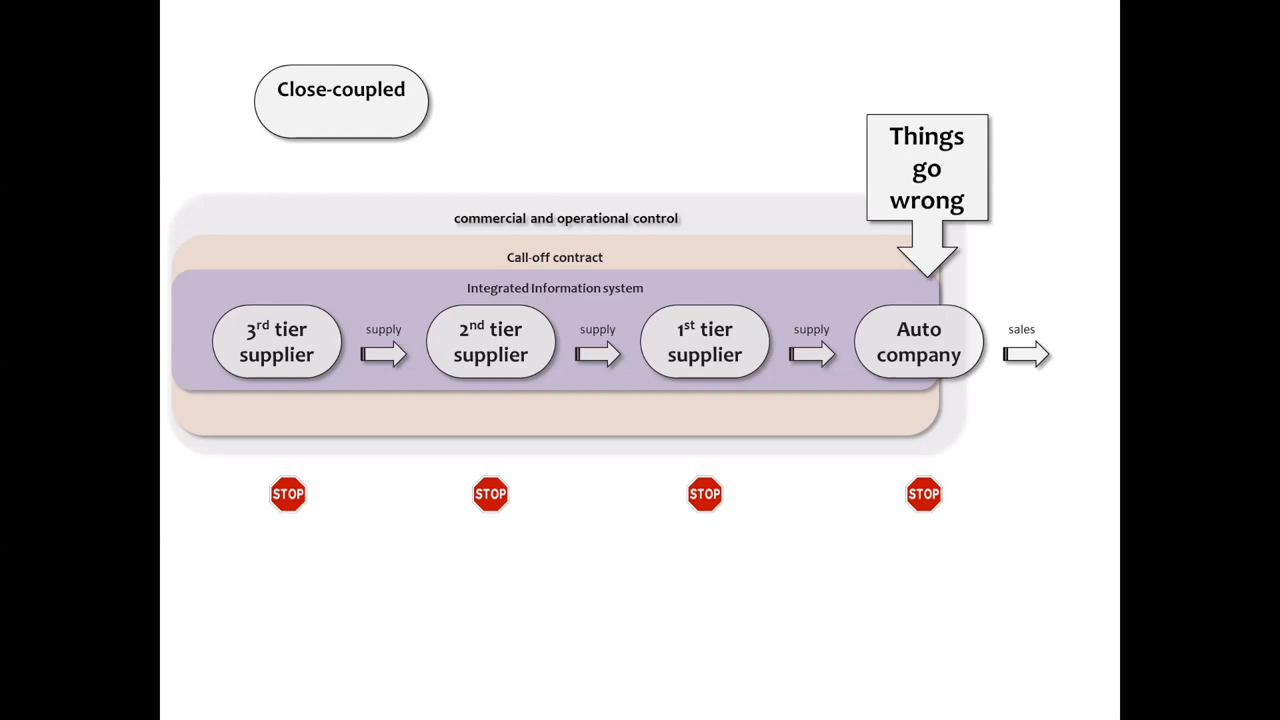 Close-coupled
Things
go
wrong
commercial and operational control
Call-off contract
Integrated Information system
3rd tier
supplier
supply
2nd tier
supplier
supply
1st tier
supplier
supply
Auto
company
sales
STOP
STOP
STOP
STOP